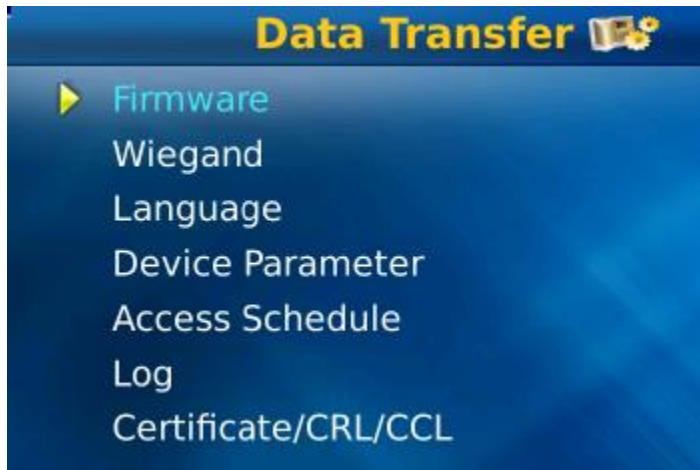 Data Transfer
Firmware
Wiegand
Language
Device Parameter
Access Schedule
Log
Certificate/CRL/CCL